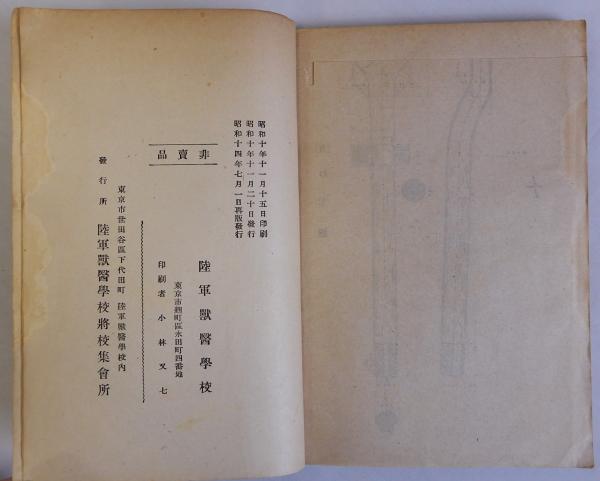 昭和十年十一月十五日印刷
昭和十年十一月二十日發行
昭和十四年七月一日再版發行
非賣品
陸軍獸醫學校
東京市麹町區永田町四番地
印刷者 小林又七
東京市世田谷區下代田町 陸軍獸醫學校內
發行所 陸軍獸醫學校將校集會所